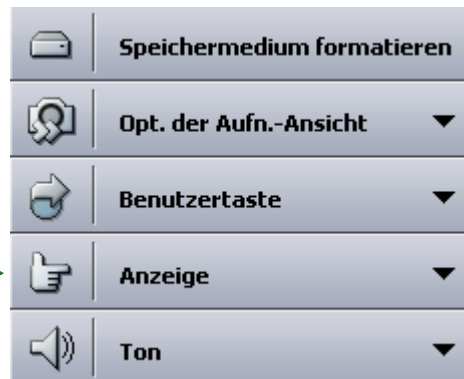 Speichermedium formatieren
Opt. der Aufn.-Ansicht
Benutzertaste
Anzeige
Ton